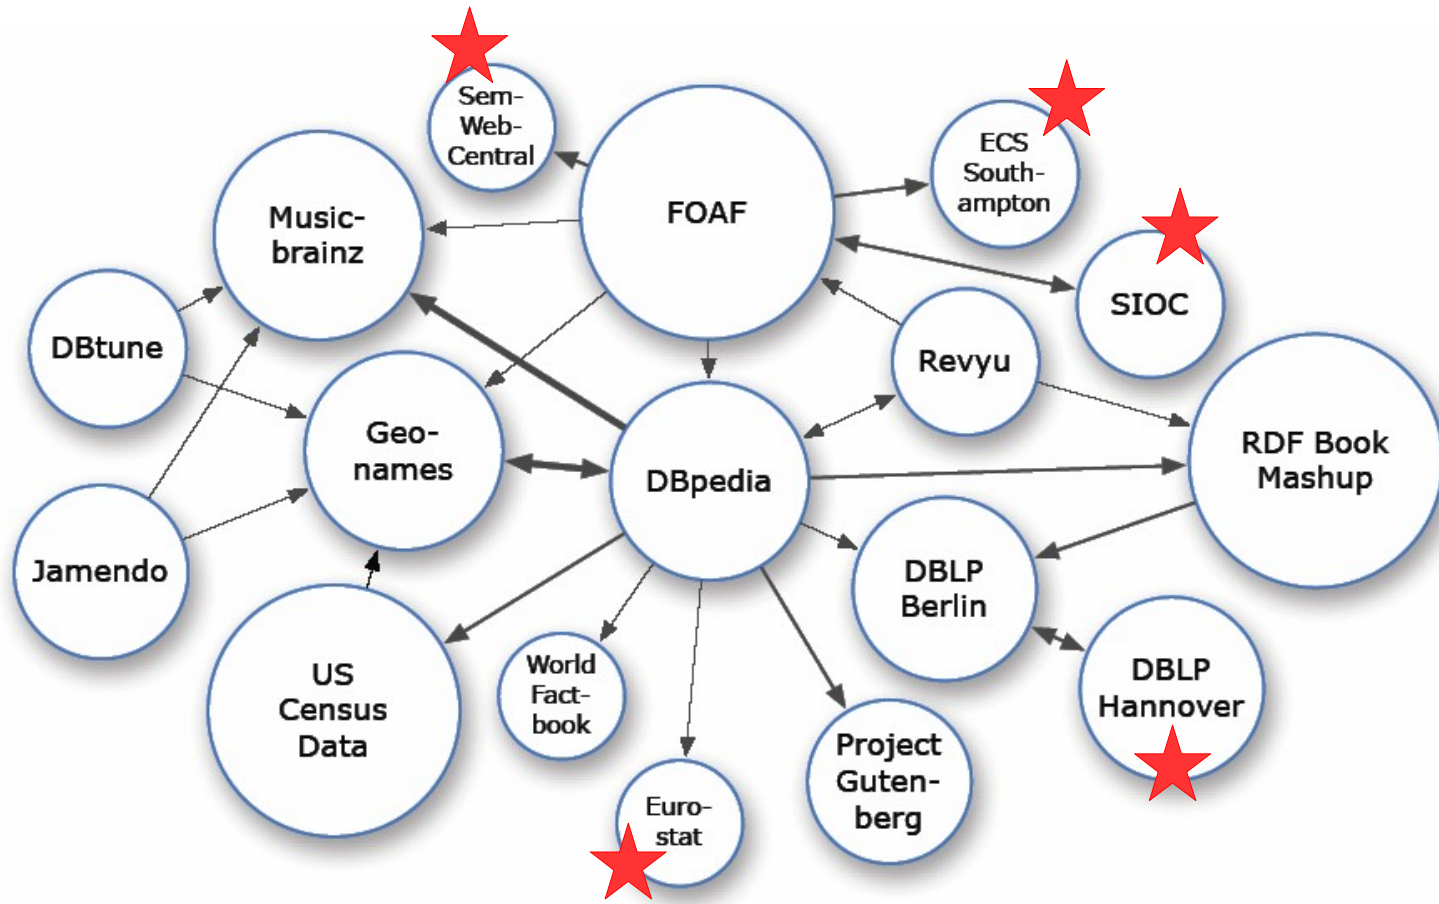 Sem-
Web-
Central
FOAF
ECS
South-
ampton
Music-
brainz
SIOC
DBtune
Revyu
Geo-
names
DBpedia
RDF Book
Mashup
Jamendo
DBLP
Berlin
US
Census
Data
World
Fact-
book
DBLP
Hannover
Project
Guten-
berg
Euro-
stat